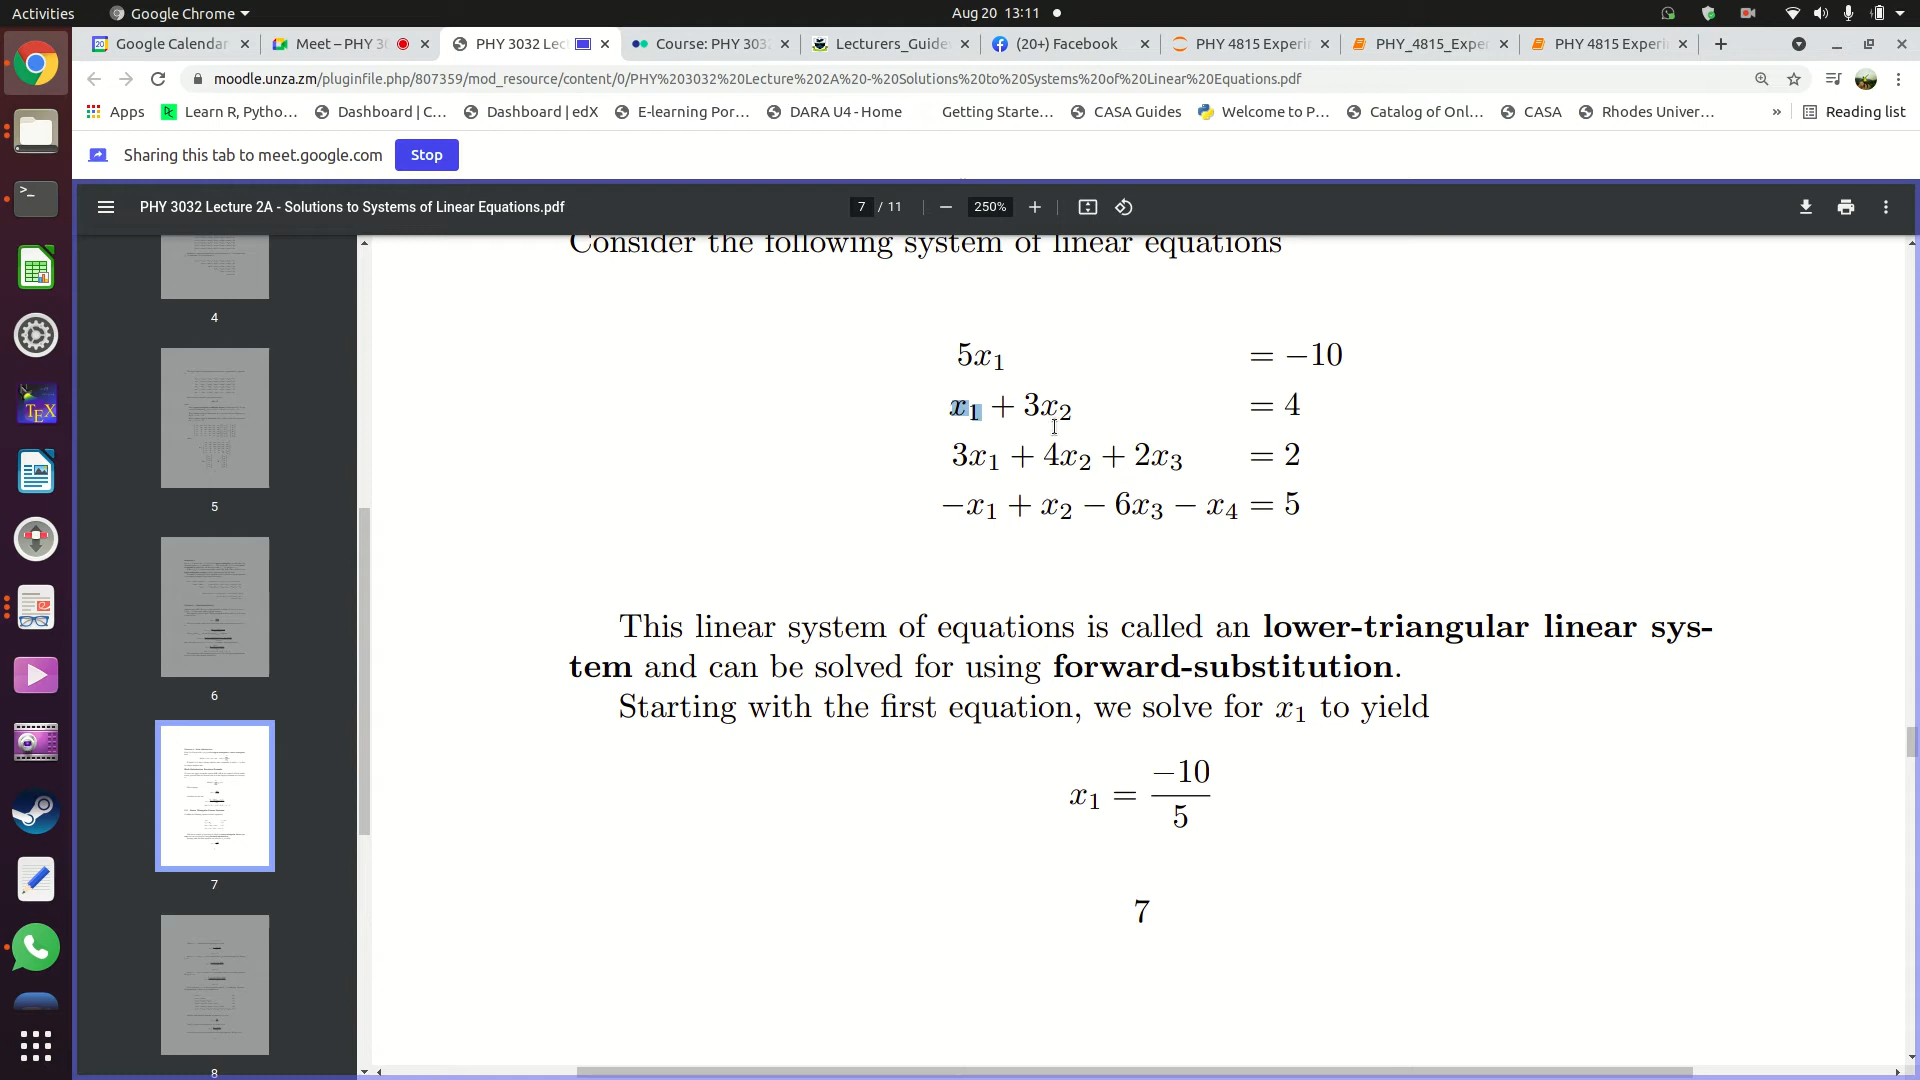 Activities Google Chrome Aug 20 13:11
Google Calendar Meet – PHY 30 PHY 3032 Lec Course: PHY 303 Lecturers_Guide (20+) Facebook PHY 4815 Experi PHY_4815_Expe PHY 4815 Experi
moodle.unza.zm/pluginfile.php/807359/mod_resource/content/0/PHY%203032%20Lecture%202A%20-%20Solutions%20to%20Systems%20of%20Linear%20Equations.pdf
Apps Learn R, Pytho... Dashboard | C... Dashboard | edX E-learning Por... DARA U4 - Home Getting Starte... CASA Guides Welcome to P... Catalog of Onl... CASA Rhodes Univer... » Reading list
Sharing this tab to meet.google.com Stop
PHY 3032 Lecture 2A - Solutions to Systems of Linear Equations.pdf 7 / 11 — 250% +
Consider the following system of linear equations
5x₁ = −10
x₁ + 3x₂ = 4
3x₁ + 4x₂ + 2x₃ = 2
−x₁ + x₂ − 6x₃ − x₄ = 5
This linear system of equations is called an lower-triangular linear sys-
tem and can be solved for using forward-substitution.
Starting with the first equation, we solve for x₁ to yield
x₁ = −10
5
7
4
5
6
7
8
TEX